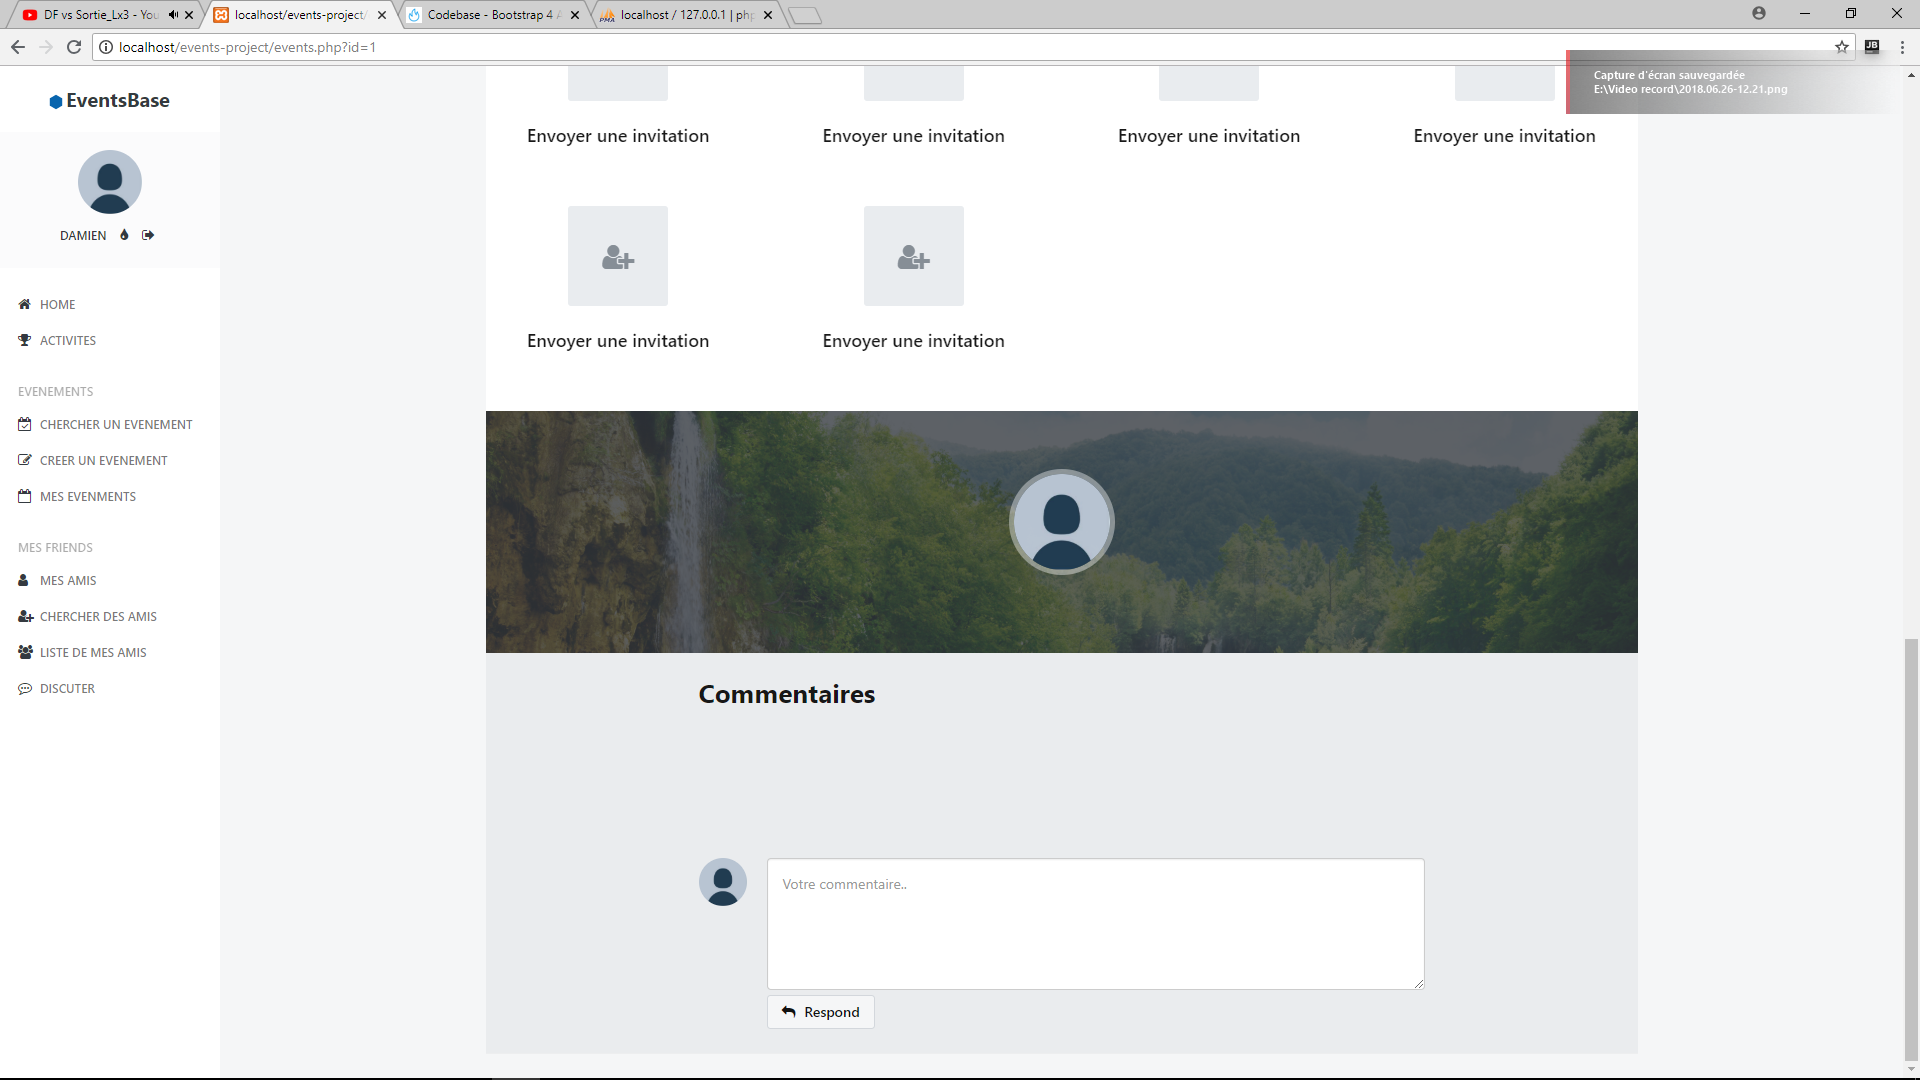 DF vs Sortie_Lx3 - You
localhost/events-project/
Codebase - Bootstrap 4 A
localhost / 127.0.0.1 | php
localhost/events-project/events.php?id=1
JB
Capture d'écran sauvegardée
E:\Video record\2018.06.26-12.21.png
EventsBase
DAMIEN
HOME
ACTIVITES
EVENEMENTS
CHERCHER UN EVENEMENT
CREER UN EVENEMENT
MES EVENMENTS
MES FRIENDS
MES AMIS
CHERCHER DES AMIS
LISTE DE MES AMIS
DISCUTER
Envoyer une invitation
Envoyer une invitation
Envoyer une invitation
Envoyer une invitation
Envoyer une invitation
Envoyer une invitation
Commentaires
Votre commentaire..
Respond